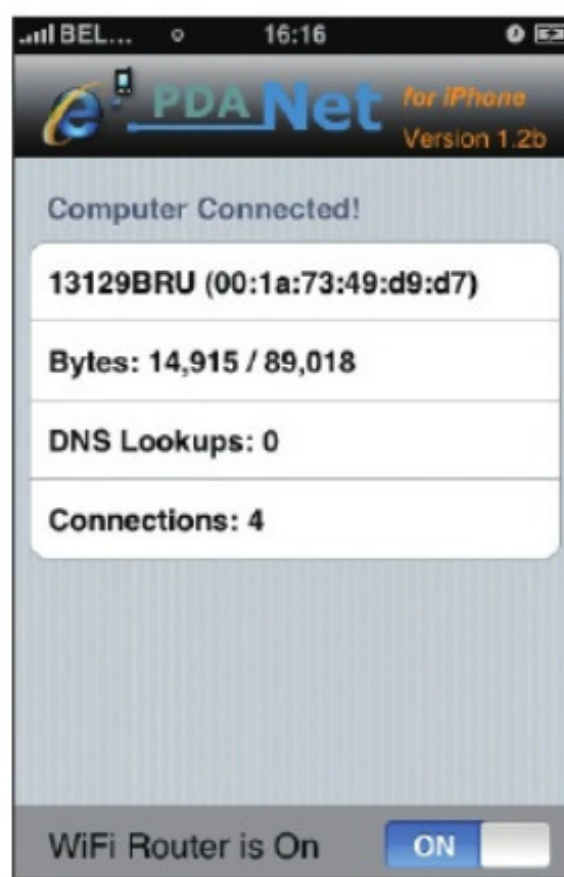 BEL... 16:16
PDANet for iPhone
Version 1.2b
Computer Connected!
13129BRU (00:1a:73:49:d9:d7)
Bytes: 14,915 / 89,018
DNS Lookups: 0
Connections: 4
WiFi Router is On ON